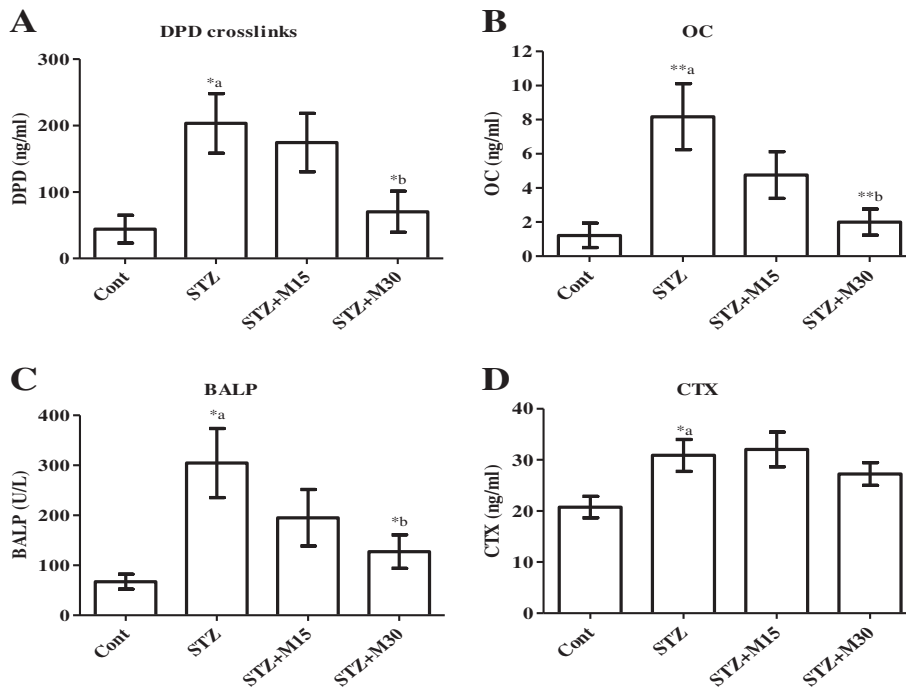 A
DPD crosslinks
DPD (ng/ml)
300
200
100
0
*a
*b
Cont
STZ
STZ+M15
STZ+M30
B
OC
OC (ng/ml)
12
10
8
6
4
2
0
**a
**b
Cont
STZ
STZ+M15
STZ+M30
C
BALP
BALP (U/L)
400
300
200
100
0
*a
*b
Cont
STZ
STZ+M15
STZ+M30
D
CTX
CTX (ng/ml)
40
30
20
10
0
*a
Cont
STZ
STZ+M15
STZ+M30